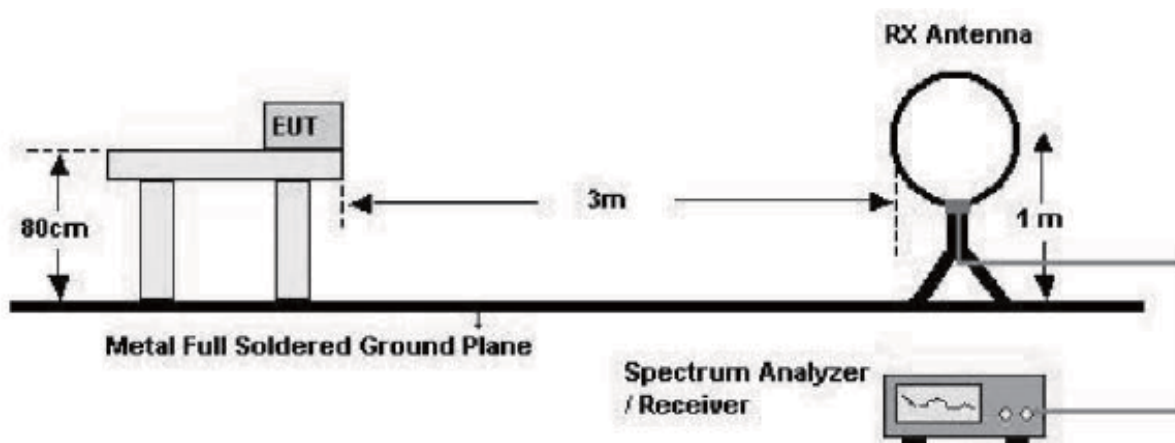 RX Antenna
EUT
80cm
3m
1 m
Metal Full Soldered Ground Plane
Spectrum Analyzer
/ Receiver